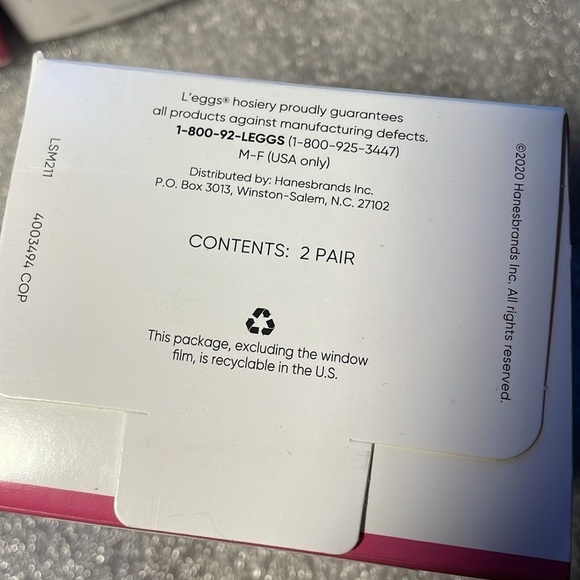 L'eggs® hosiery proudly guarantees
all products against manufacturing defects.
1-800-92-LEGGS (1-800-925-3447)
M-F (USA only)
Distributed by: Hanesbrands Inc.
P.O. Box 3013, Winston-Salem, N.C. 27102
CONTENTS: 2 PAIR
This package, excluding the window
film, is recyclable in the U.S.
LSM211 4003494 COP
©2020 Hanesbrands Inc. All rights reserved.